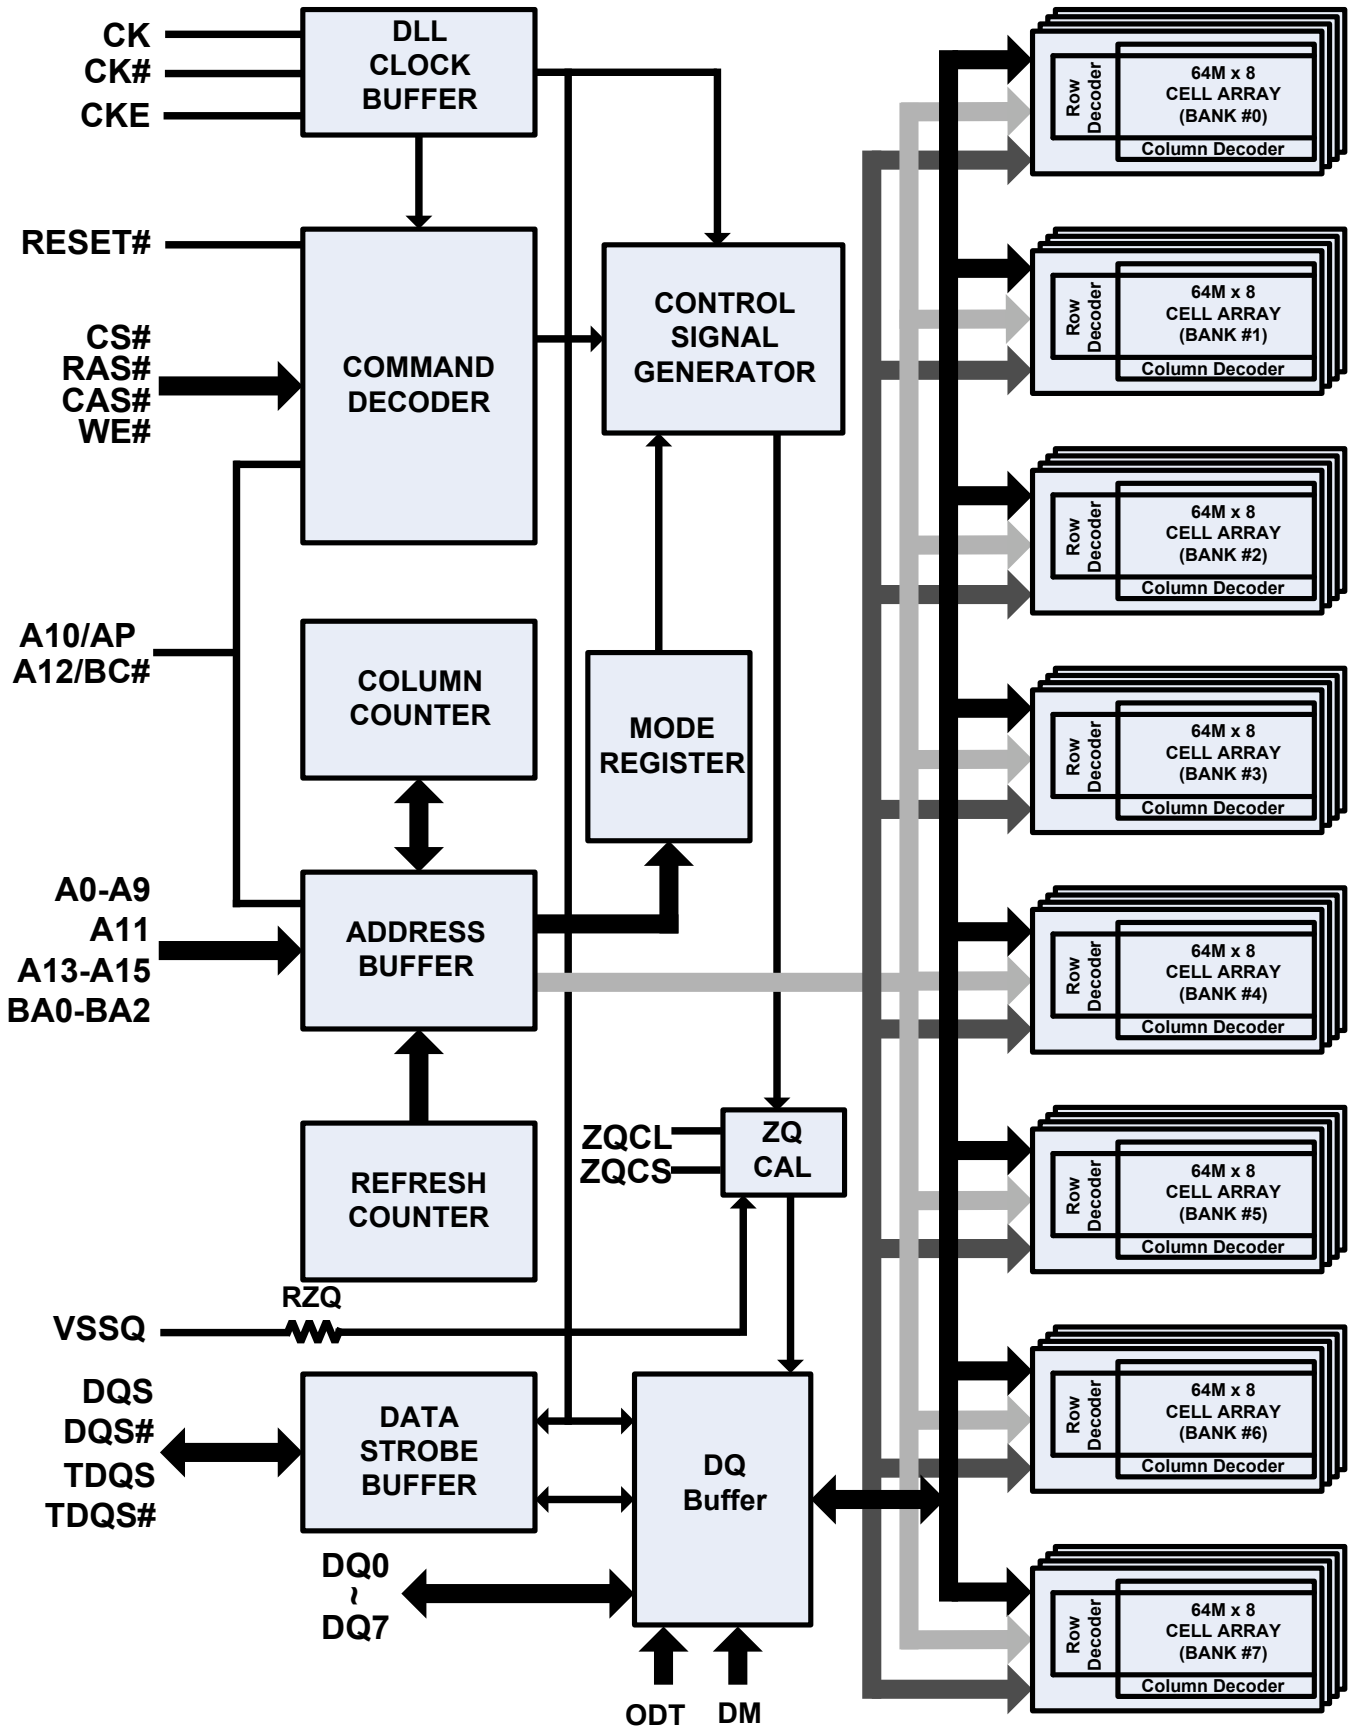 CK
CK#
CKE
DLL
CLOCK
BUFFER
RESET#
CS#
RAS#
CAS#
WE#
COMMAND
DECODER
CONTROL
SIGNAL
GENERATOR
A10/AP
A12/BC#
COLUMN
COUNTER
MODE
REGISTER
A0-A9
A11
A13-A15
BA0-BA2
ADDRESS
BUFFER
REFRESH
COUNTER
ZQCL
ZQCS
ZQ
CAL
VSSQ
RZQ
DQS
DQS#
TDQS
TDQS#
DATA
STROBE
BUFFER
DQ
Buffer
DQ0
~
DQ7
ODT
DM
Row
Decoder
64M x 8
CELL ARRAY
(BANK #0)
Column Decoder
Row
Decoder
64M x 8
CELL ARRAY
(BANK #1)
Column Decoder
Row
Decoder
64M x 8
CELL ARRAY
(BANK #2)
Column Decoder
Row
Decoder
64M x 8
CELL ARRAY
(BANK #3)
Column Decoder
Row
Decoder
64M x 8
CELL ARRAY
(BANK #4)
Column Decoder
Row
Decoder
64M x 8
CELL ARRAY
(BANK #5)
Column Decoder
Row
Decoder
64M x 8
CELL ARRAY
(BANK #6)
Column Decoder
Row
Decoder
64M x 8
CELL ARRAY
(BANK #7)
Column Decoder